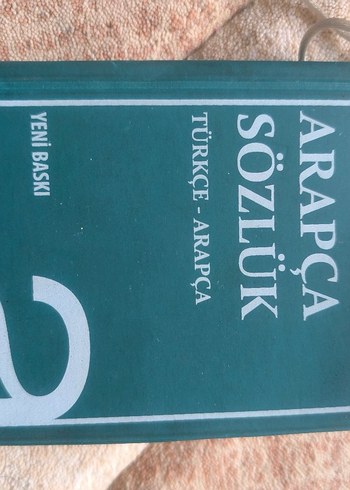 ARAPÇA
SÖZLÜK
TÜRKÇE - ARAPÇA
YENİ BASKI
a